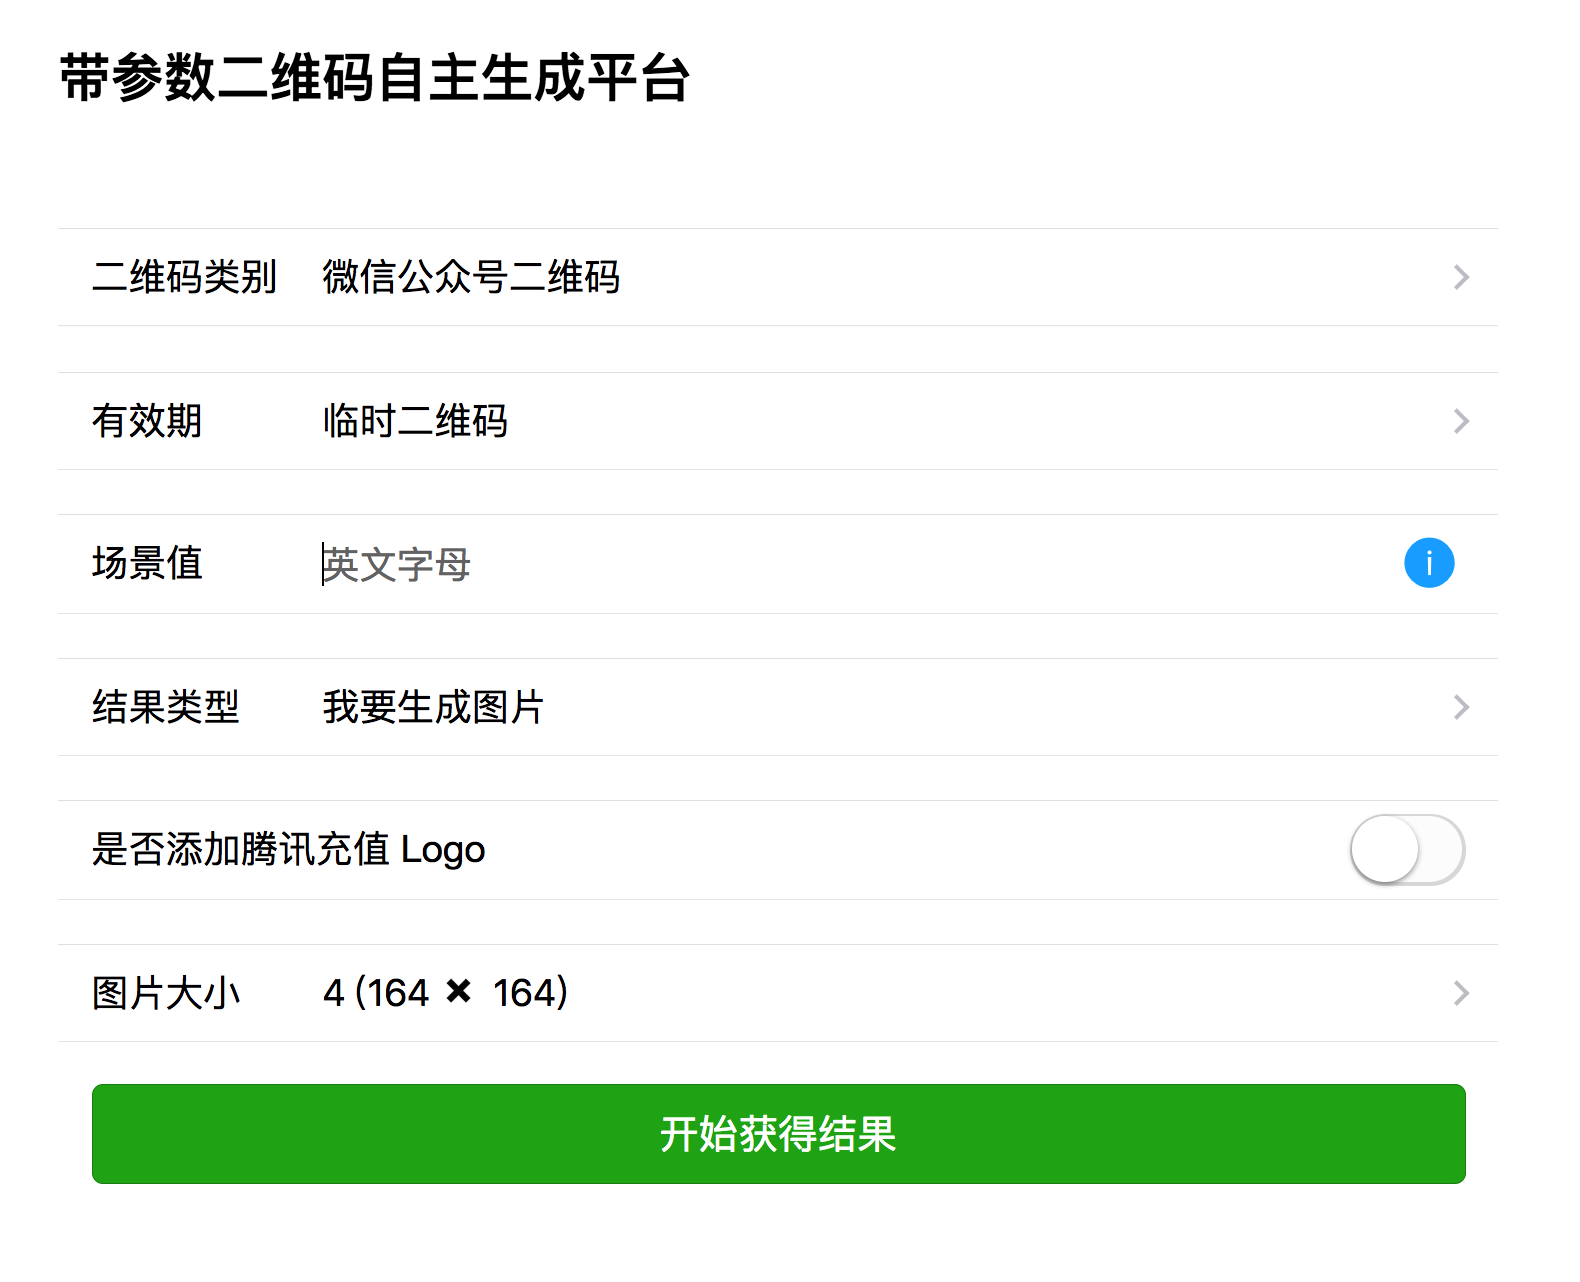 带参数二维码自主生成平台
二维码类别 微信公众号二维码
有效期 临时二维码
场景值 英文字母
i
结果类型 我要生成图片
是否添加腾讯充值 Logo
图片大小 4 (164 ✖ 164)
开始获得结果